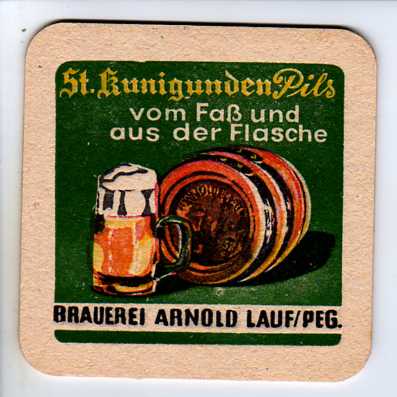 St. Kunigunden Pils
vom Faß und
aus der Flasche
BRAUEREI ARNOLD LAUF/PEG.